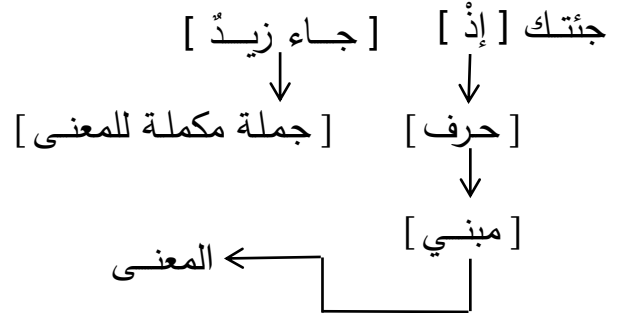 جئتك [ إذْ ] [ جاء زيدٌ ]
[ حرف ] [ جملة مكملة للمعنى ]
[ مبني ]
المعنى